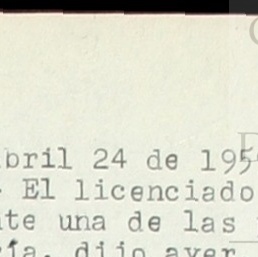 bril 24 de 195
El licenciado
te una de las
ía, dijo ayer